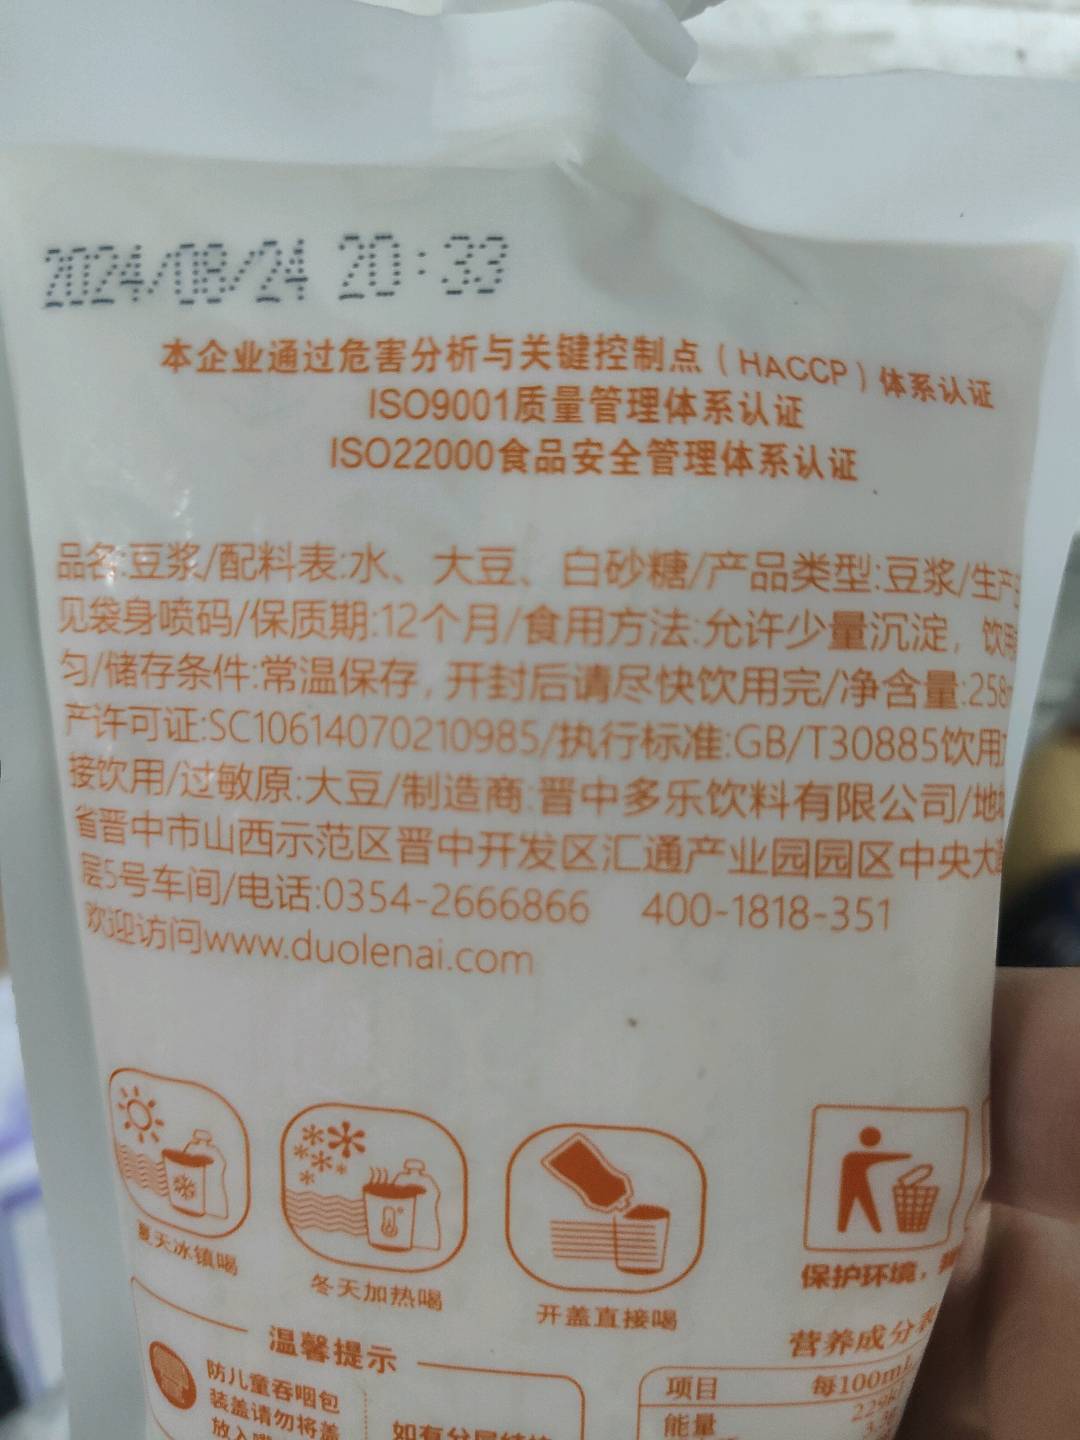 2024/08/24 20:33
本企业通过危害分析与关键控制点（HACCP）体系认证
ISO9001质量管理体系认证
ISO22000食品安全管理体系认证
品名:豆浆/配料表:水、大豆、白砂糖/产品类型:豆浆/生产
见袋身喷码/保质期:12个月/食用方法:允许少量沉淀，饮用
匀/储存条件:常温保存,开封后请尽快饮用完/净含量:258
产许可证:SC10614070210985/执行标准:GB/T30885饮用
接饮用/过敏原:大豆/制造商:晋中多乐饮料有限公司/地
省晋中市山西示范区晋中开发区汇通产业园园区中央大
层5号车间/电话:0354-2666866 400-1818-351
欢迎访问www.duolenai.com
夏天冰镇喝
冬天加热喝
开盖直接喝
保护环境，
温馨提示
防儿童吞咽包
装盖请勿将盖
放入
如有分层
营养成分表
项目 每100mL
能量